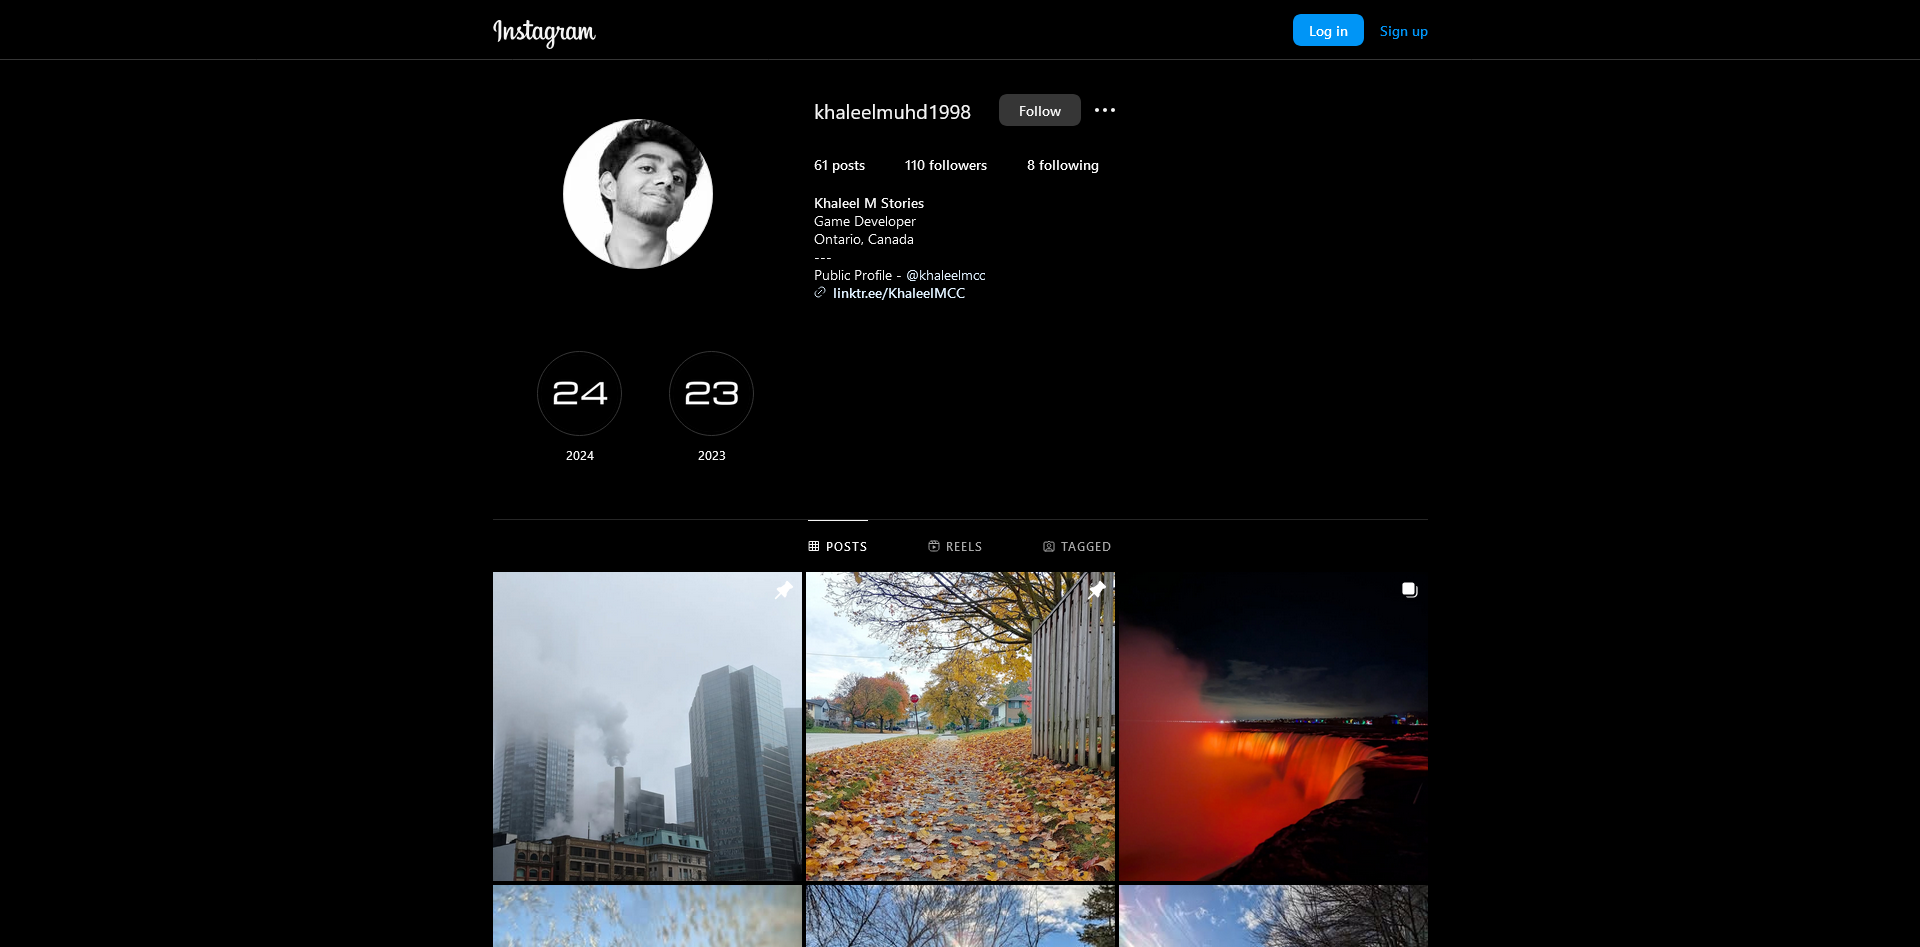 Instagram
Log in
Sign up
khaleelmuhd1998
Follow
61 posts
110 followers
8 following
Khaleel M Stories
Game Developer
Ontario, Canada
---
Public Profile - @khaleelmcc
linktr.ee/KhaleelMCC
24
23
2024
2023
POSTS
REELS
TAGGED